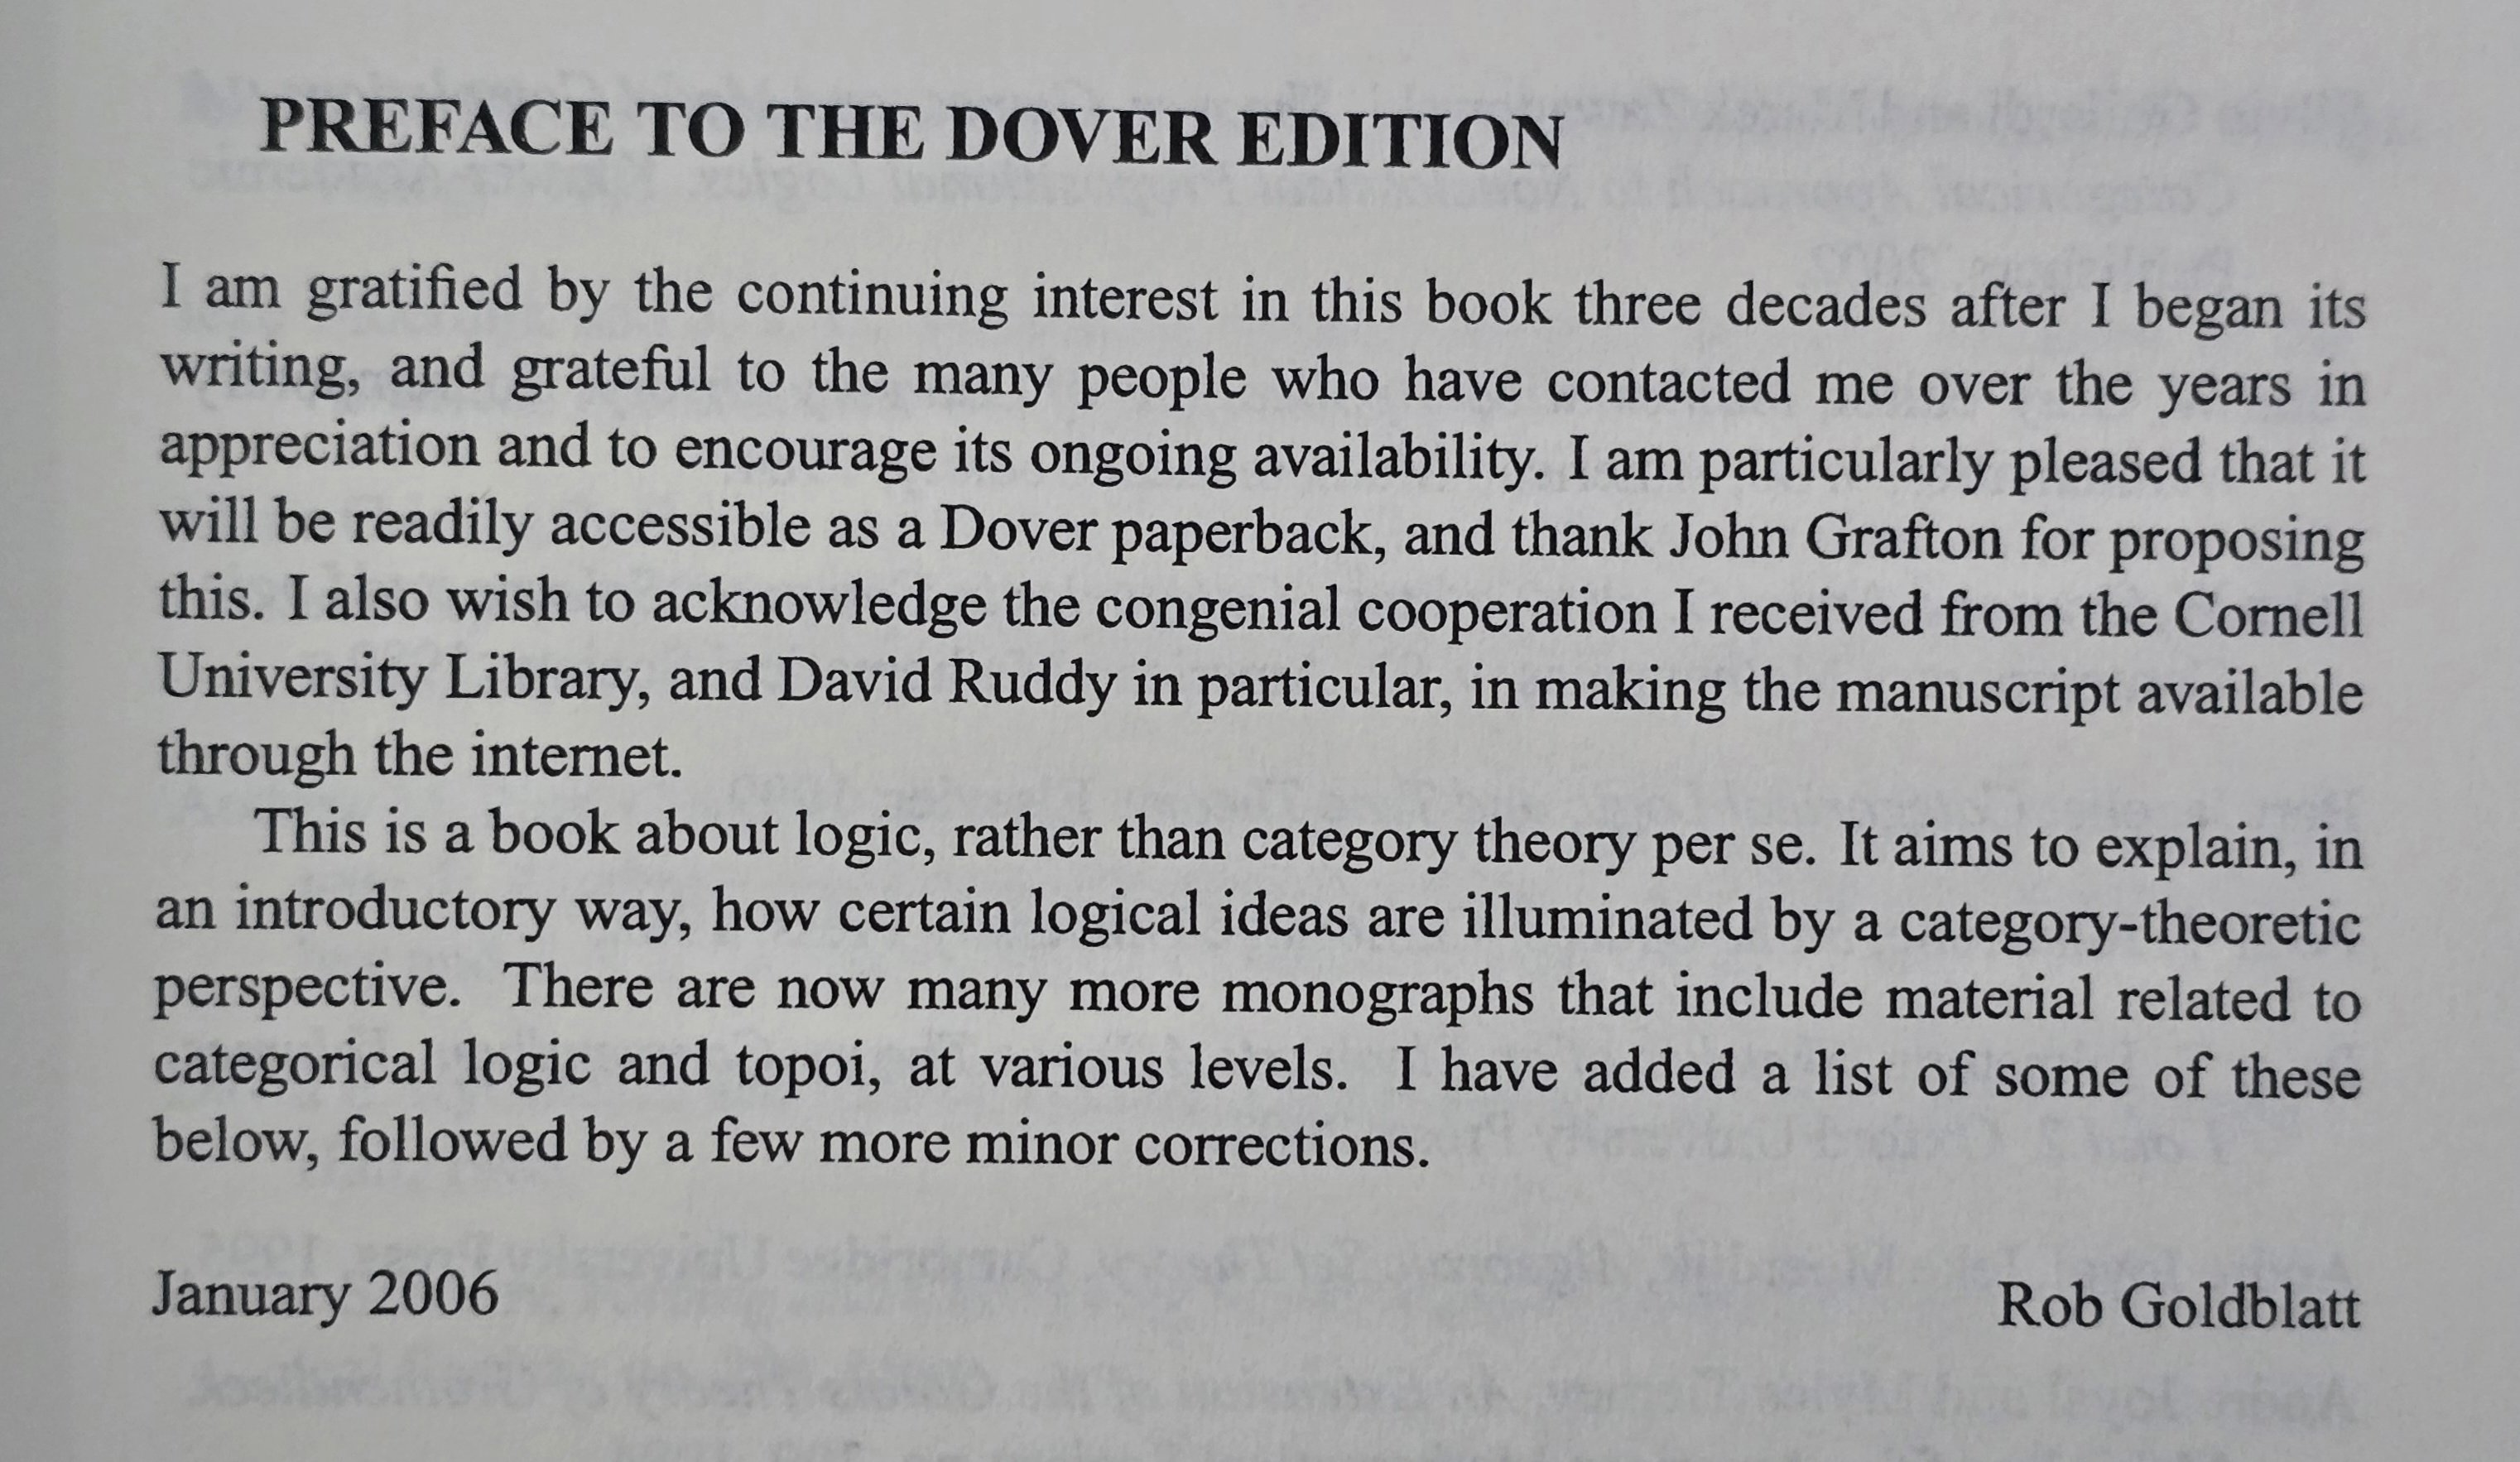 PREFACE TO THE DOVER EDITION
I am gratified by the continuing interest in this book three decades after I began its
writing, and grateful to the many people who have contacted me over the years in
appreciation and to encourage its ongoing availability. I am particularly pleased that it
will be readily accessible as a Dover paperback, and thank John Grafton for proposing
this. I also wish to acknowledge the congenial cooperation I received from the Cornell
University Library, and David Ruddy in particular, in making the manuscript available
through the internet.
This is a book about logic, rather than category theory per se. It aims to explain, in
an introductory way, how certain logical ideas are illuminated by a category-theoretic
perspective. There are now many more monographs that include material related to
categorical logic and topoi, at various levels. I have added a list of some of these
below, followed by a few more minor corrections.
January 2006 Rob Goldblatt